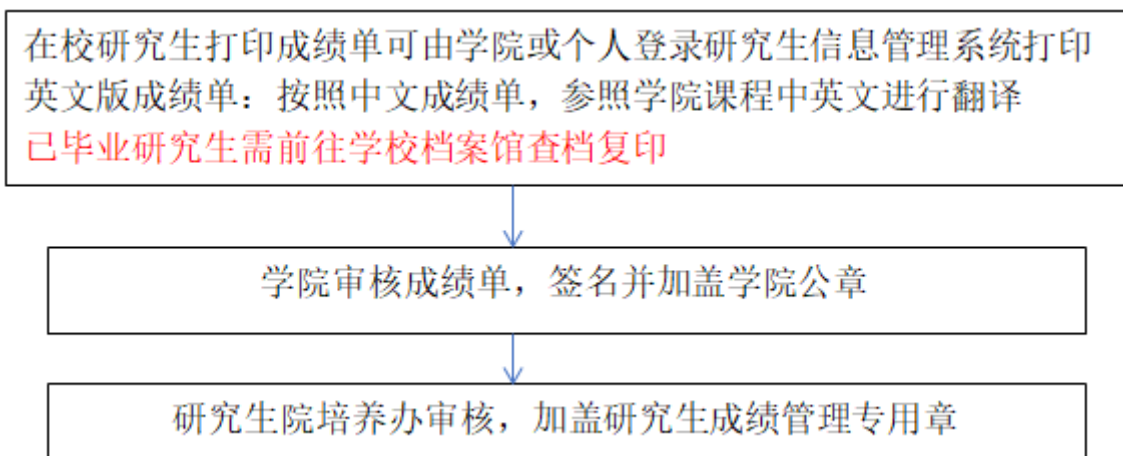 在校研究生打印成绩单可由学院或个人登录研究生信息管理系统打印
英文版成绩单：按照中文成绩单，参照学院课程中英文进行翻译
已毕业研究生需前往学校档案馆查档复印
学院审核成绩单，签名并加盖学院公章
研究生院培养办审核，加盖研究生成绩管理专用章